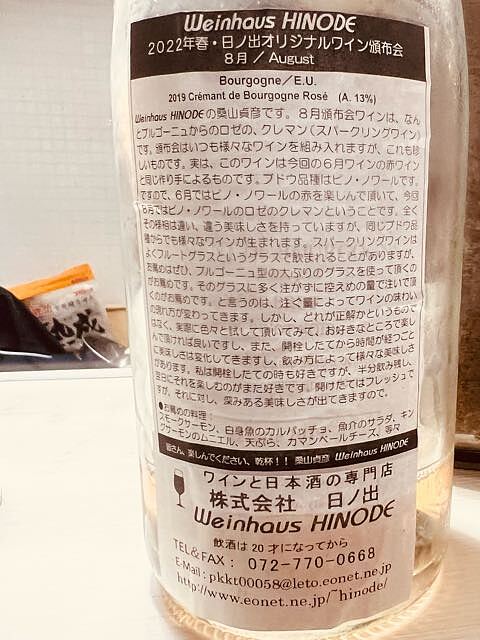 Weinhaus HINODE
2022年春・日ノ出オリジナルワイン頒布会
8月 / August
Bourgogne／E.U.
2019 Crémant de Bourgogne Rosé (A. 13%)
Weinhaus HINODEの桑山貞彦です。8月頒布会ワインは、なん
とブルゴーニュからのロゼの、クレマン(スパークリングワイン)
です。頒布会はいつも様々なワインを組み入れますが、これも珍
しいものです。実は、このワインは今回の6月ワインの赤ワイン
と同じ作り手によるものです。ブドウ品種はピノ・ノワールです。
ですので、6月ではピノ・ノワールの赤を楽しんで頂いて、今回
8月ではピノ・ノワールのロゼのクレマンということです。全く
その様相は違い、違う美味しさを持っていますが、同じブドウ品
種からでも様々なワインが生まれます。スパークリングワインは
よくフルートグラスというグラスで飲まれることがありますが、
お薦めはぜひ、ブルゴーニュ型の大ぶりのグラスを使って頂くの
がお薦めです。そのグラスに多く注がずに控えめの量で注いで頂
くのがお薦めです。と言うのは、注ぐ量によってワインの味わい
の現れ方が変わってきます。しかし、どれが正解かというもので
はなく、実際に色々と試して頂いてみて、お好きなところで楽し
んで頂ければ良いですし、また、開栓したてから時間が経つごと
に美味しさは変化してきますし、飲み方によって様々な美味しさ
があります。私は開栓したての時も好きですが、半分飲み残し、
翌日にそれを楽しむのがまた好きです。開けたてはフレッシュで
すが、それに対し、深みある美味しさが出てきますので。
●お薦めの料理：
スモークサーモン、白身魚のカルパッチョ、魚介のサラダ、キン
グサーモンのムニエル、天ぷら、カマンベールチーズ、等々
皆さん、楽しんでください、乾杯！！ 桑山貞彦 Weinhaus HINODE
ワインと日本酒の専門店
株式会社 日ノ出
Weinhaus HINODE
飲酒は20才になってから
TEL＆FAX： 072-770-0668
E-Mail：pkkt00058@leto.eonet.ne.jp
http://www.eonet.ne.jp/~hinode/
熟成